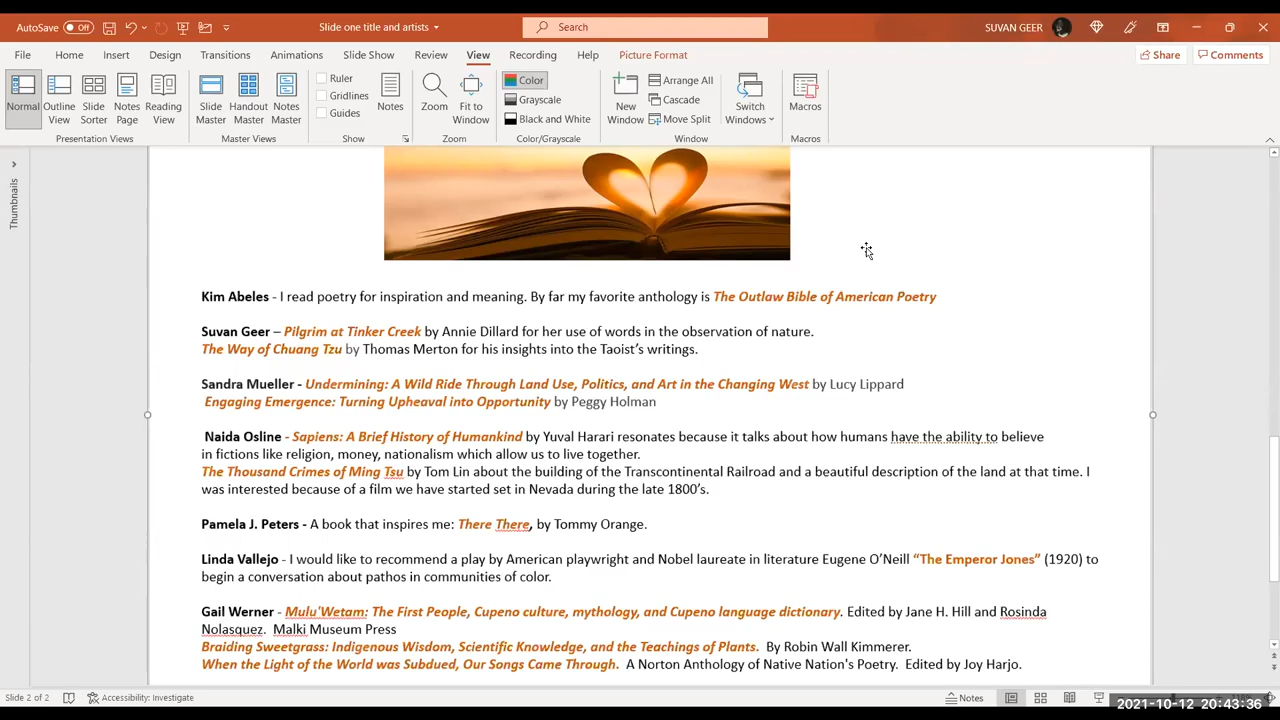 AutoSave Off Slide one title and artists Search SUVAN GEER
File Home Insert Draw Design Transitions Animations Slide Show Review View Recording Help Picture Format Share Comments
Normal Outline View Slide Sorter Notes Page Reading View
Presentation Views
Slide Master Handout Master Notes Master
Master Views
Ruler
Gridlines
Guides
Notes
Show
Zoom Fit to Window
Zoom
Color
Grayscale
Black and White
Color/Grayscale
New Window
Arrange All
Cascade
Move Split
Switch Windows
Window
Macros
Macros
Thumbnails
Kim Abeles - I read poetry for inspiration and meaning. By far my favorite anthology is The Outlaw Bible of American Poetry
Suvan Geer – Pilgrim at Tinker Creek by Annie Dillard for her use of words in the observation of nature.
The Way of Chuang Tzu by Thomas Merton for his insights into the Taoist's writings.
Sandra Mueller - Undermining: A Wild Ride Through Land Use, Politics, and Art in the Changing West by Lucy Lippard
Engaging Emergence: Turning Upheaval into Opportunity by Peggy Holman
Naida Osline - Sapiens: A Brief History of Humankind by Yuval Harari resonates because it talks about how humans have the ability to believe
in fictions like religion, money, nationalism which allow us to live together.
The Thousand Crimes of Ming Tsu by Tom Lin about the building of the Transcontinental Railroad and a beautiful description of the land at that time. I
was interested because of a film we have started set in Nevada during the late 1800's.
Pamela J. Peters - A book that inspires me: There There, by Tommy Orange.
Linda Vallejo - I would like to recommend a play by American playwright and Nobel laureate in literature Eugene O'Neill “The Emperor Jones” (1920) to
begin a conversation about pathos in communities of color.
Gail Werner - Mulu'Wetam: The First People, Cupeno culture, mythology, and Cupeno language dictionary. Edited by Jane H. Hill and Rosinda
Nolasquez. Malki Museum Press
Braiding Sweetgrass: Indigenous Wisdom, Scientific Knowledge, and the Teachings of Plants. By Robin Wall Kimmerer.
When the Light of the World was Subdued, Our Songs Came Through. A Norton Anthology of Native Nation's Poetry. Edited by Joy Harjo.
Slide 2 of 2 Accessibility: Investigate Notes
2021-10-12 20:43:36